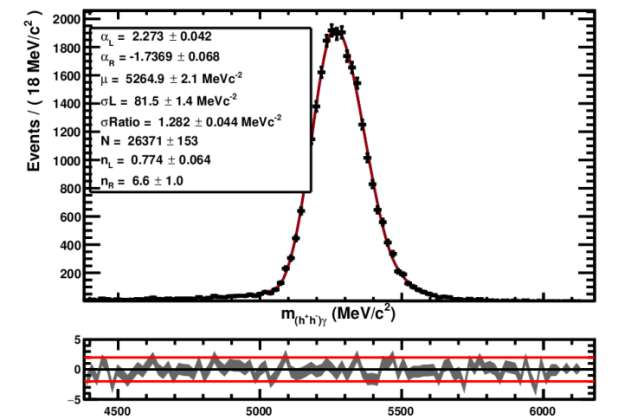 Events / ( 18 MeV/c²)
2000
1800
1600
1400
1200
1000
800
600
400
200
α_L = 2.273 ± 0.042
α_R = -1.7369 ± 0.068
μ = 5264.9 ± 2.1 MeVc⁻²
σL = 81.5 ± 1.4 MeVc⁻²
σRatio = 1.282 ± 0.044 MeVc⁻²
N = 26371 ± 153
n_L = 0.774 ± 0.064
n_R = 6.6 ± 1.0
m_(h⁺h⁻)γ (MeV/c²)
5
0
−5
4500 5000 5500 6000